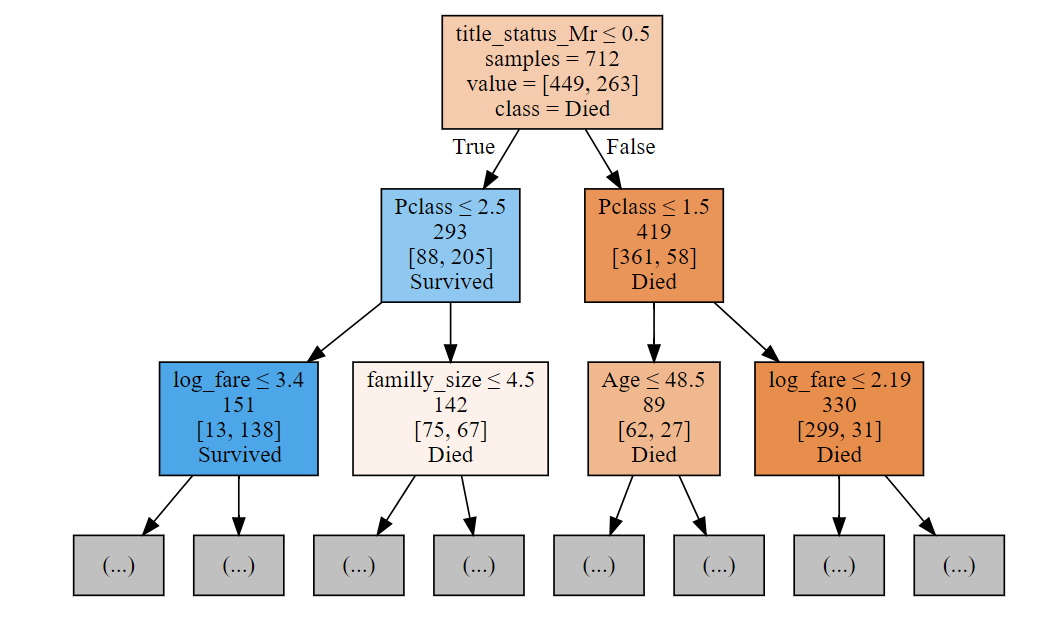 title_status_Mr ≤ 0.5
samples = 712
value = [449, 263]
class = Died
True
False
Pclass ≤ 2.5
293
[88, 205]
Survived
Pclass ≤ 1.5
419
[361, 58]
Died
log_fare ≤ 3.4
151
[13, 138]
Survived
familly_size ≤ 4.5
142
[75, 67]
Died
Age ≤ 48.5
89
[62, 27]
Died
log_fare ≤ 2.19
330
[299, 31]
Died
(...)
(...)
(...)
(...)
(...)
(...)
(...)
(...)